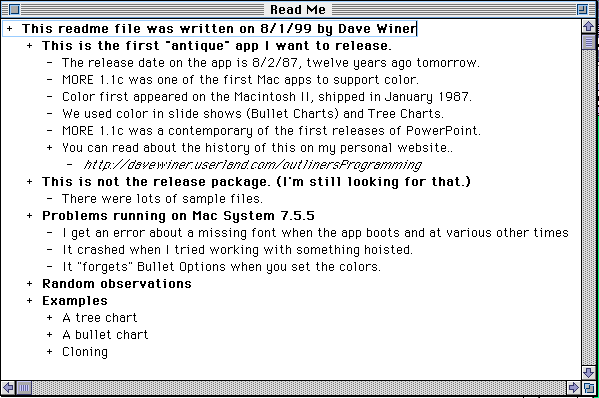 Read Me
+ This readme file was written on 8/1/99 by Dave Winer
+ This is the first "antique" app I want to release.
- The release date on the app is 8/2/87, twelve years ago tomorrow.
- MORE 1.1c was one of the first Mac apps to support color.
- Color first appeared on the Macintosh II, shipped in January 1987.
- We used color in slide shows (Bullet Charts) and Tree Charts.
- MORE 1.1c was a contemporary of the first releases of PowerPoint.
+ You can read about the history of this on my personal website..
- http://davewiner.userland.com/outlinersProgramming
+ This is not the release package. (I'm still looking for that.)
- There were lots of sample files.
+ Problems running on Mac System 7.5.5
- I get an error about a missing font when the app boots and at various other times
- It crashed when I tried working with something hoisted.
- It "forgets" Bullet Options when you set the colors.
+ Random observations
+ Examples
+ A tree chart
+ A bullet chart
+ Cloning